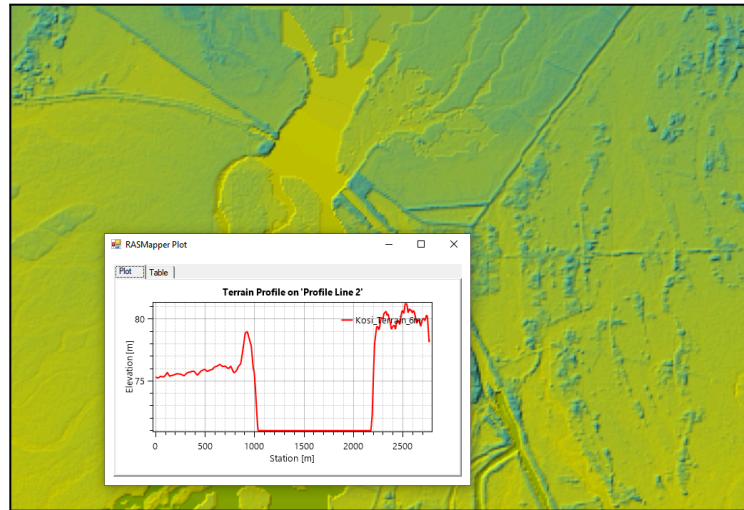 RASMapper Plot
Plot Table
Terrain Profile on 'Profile Line 2'
Kosi_Terrain_6m
80
75
Elevation [m]
0 500 1000 1500 2000 2500
Station [m]